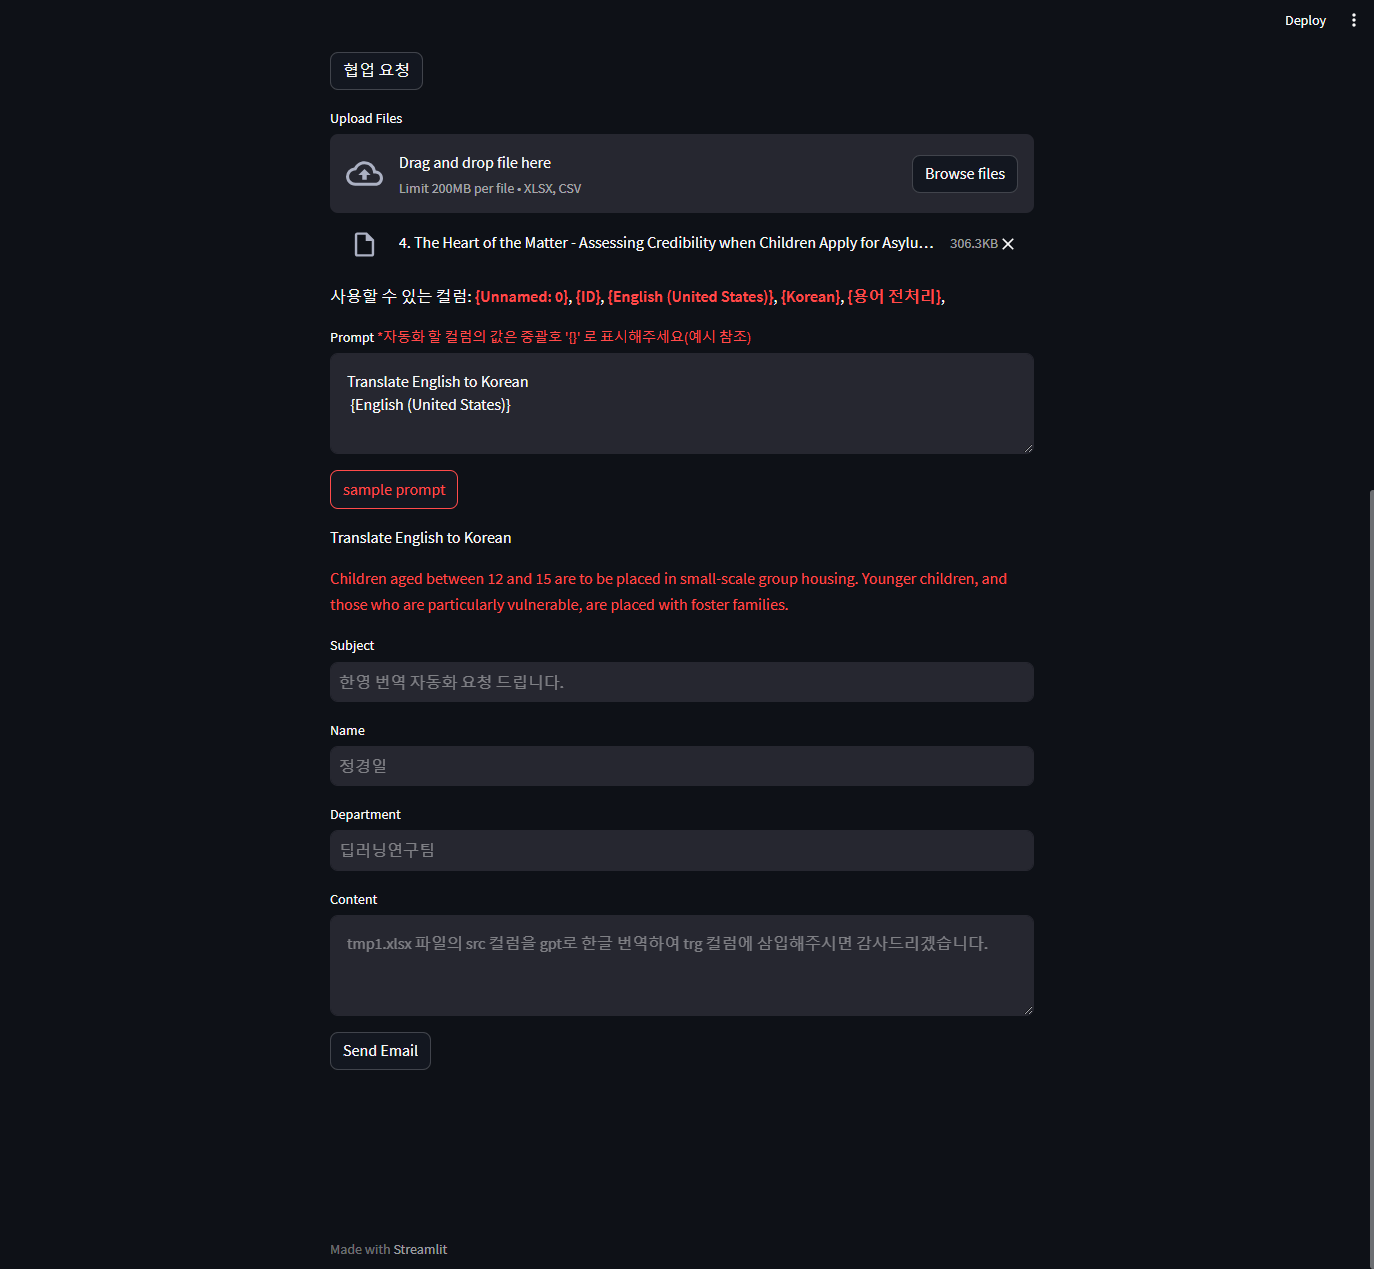 Deploy
협업 요청
Upload Files
Drag and drop file here
Limit 200MB per file • XLSX, CSV
Browse files
4. The Heart of the Matter - Assessing Credibility when Children Apply for Asylu...
306.3KB
사용할 수 있는 컬럼: {Unnamed: 0}, {ID}, {English (United States)}, {Korean}, {용어 전처리},
Prompt *자동화 할 컬럼의 값은 중괄호 '{}' 로 표시해주세요(예시 참조)
Translate English to Korean
{English (United States)}
sample prompt
Translate English to Korean
Children aged between 12 and 15 are to be placed in small-scale group housing. Younger children, and
those who are particularly vulnerable, are placed with foster families.
Subject
한영 번역 자동화 요청 드립니다.
Name
정경일
Department
딥러닝연구팀
Content
tmp1.xlsx 파일의 src 컬럼을 gpt로 한글 번역하여 trg 컬럼에 삽입해주시면 감사드리겠습니다.
Send Email
Made with Streamlit